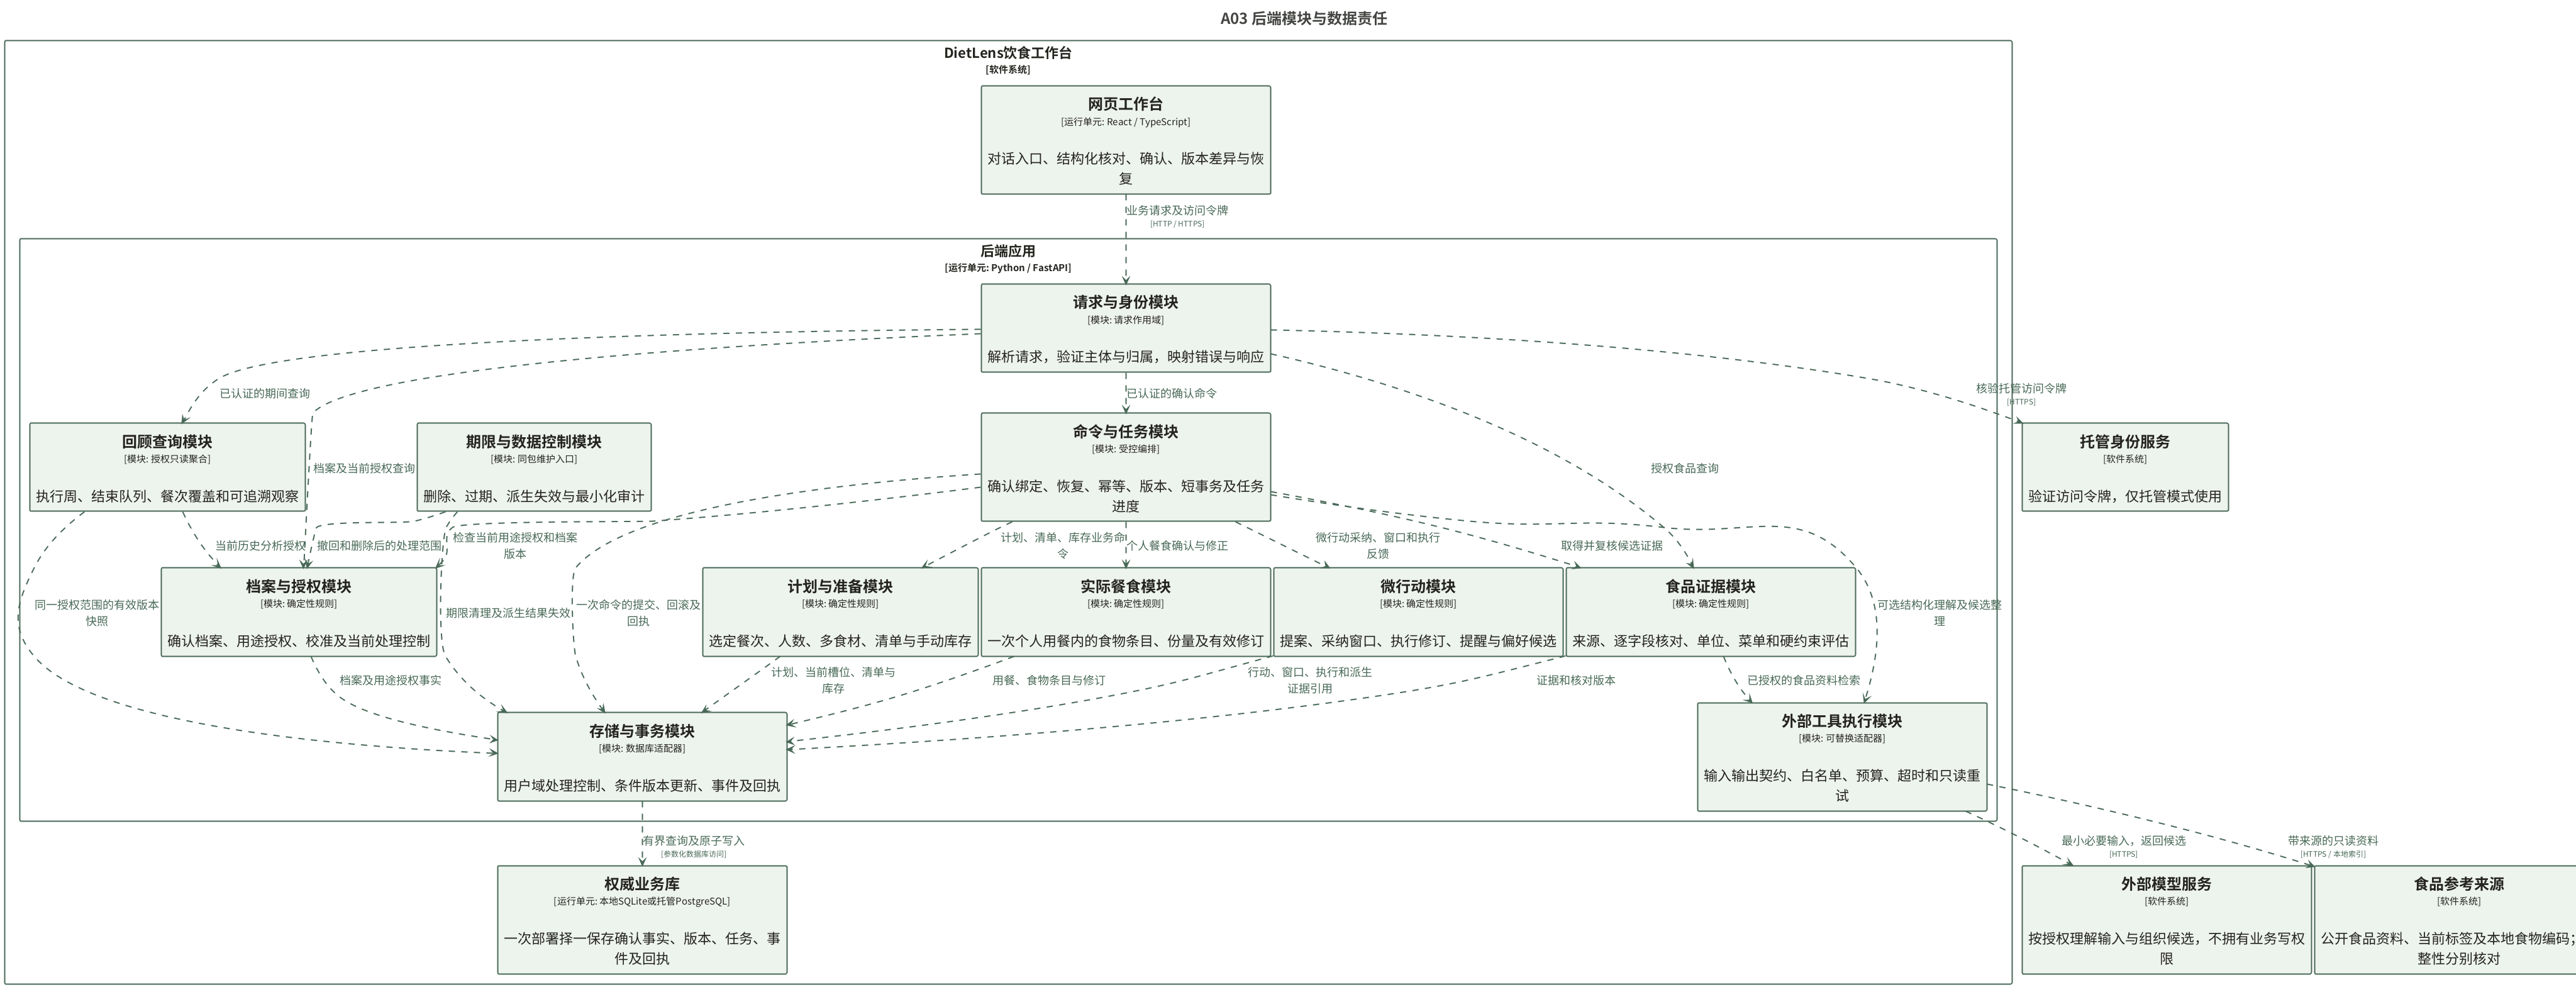 A03 后端模块与数据责任
DietLens饮食工作台
[软件系统]
网页工作台
[运行单元: React / TypeScript]
对话入口、结构化核对、确认、版本差异与恢
复
业务请求及访问令牌
[HTTP / HTTPS]
后端应用
[运行单元: Python / FastAPI]
请求与身份模块
[模块: 请求作用域]
解析请求，验证主体与归属，映射错误与响应
已认证的期间查询
已认证的确认命令
核验托管访问令牌
[HTTPS]
回顾查询模块
[模块: 授权只读聚合]
执行周、结束队列、餐次覆盖和可追溯观察
档案及当前授权查询
期限与数据控制模块
[模块: 同包维护入口]
删除、过期、派生失效与最小化审计
命令与任务模块
[模块: 受控编排]
确认绑定、恢复、幂等、版本、短事务及任务
进度
授权食品查询
托管身份服务
[软件系统]
验证访问令牌，仅托管模式使用
当前历史分析授权
撤回和删除后的处理范围
检查当前用途授权和档案
版本
计划、清单、库存业务命
令
个人餐食确认与修正
微行动采纳、窗口和执行
反馈
取得并复核候选证据
同一授权范围的有效版本
快照
档案与授权模块
[模块: 确定性规则]
确认档案、用途授权、校准及当前处理控制
期限清理及派生结果失效
一次命令的提交、回滚及
回执
计划与准备模块
[模块: 确定性规则]
选定餐次、人数、多食材、清单与手动库存
实际餐食模块
[模块: 确定性规则]
一次个人用餐内的食物条目、份量及有效修订
微行动模块
[模块: 确定性规则]
提案、采纳窗口、执行修订、提醒与偏好候选
食品证据模块
[模块: 确定性规则]
来源、逐字段核对、单位、菜单和硬约束评估
可选结构化理解及候选整
理
档案及用途授权事实
计划、当前槽位、清单与
库存
用餐、食物条目与修订
行动、窗口、执行和派生
证据引用
证据和核对版本
已授权的食品资料检索
存储与事务模块
[模块: 数据库适配器]
用户域处理控制、条件版本更新、事件及回执
外部工具执行模块
[模块: 可替换适配器]
输入输出契约、白名单、预算、超时和只读重
试
有界查询及原子写入
[参数化数据库访问]
最小必要输入，返回候选
[HTTPS]
带来源的只读资料
[HTTPS / 本地索引]
权威业务库
[运行单元: 本地SQLite或托管PostgreSQL]
一次部署择一保存确认事实、版本、任务、事
件及回执
外部模型服务
[软件系统]
按授权理解输入与组织候选，不拥有业务写权
限
食品参考来源
[软件系统]
公开食品资料、当前标签及本地食物编码；
整性分别核对